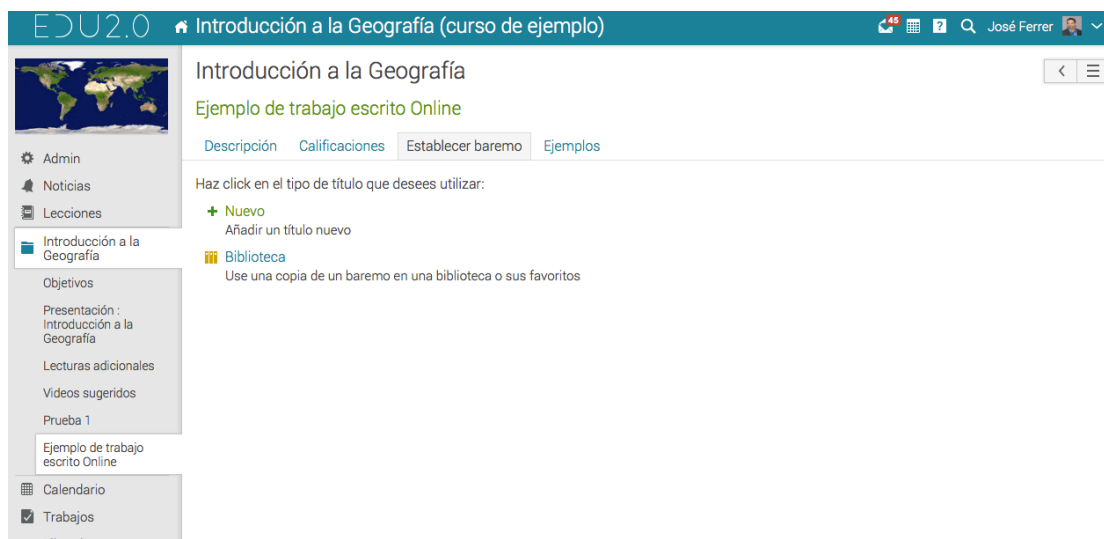 EDU2.0
Introducción a la Geografía (curso de ejemplo)
45
?
José Ferrer
Introducción a la Geografía
Ejemplo de trabajo escrito Online
Descripción Calificaciones Establecer baremo Ejemplos
Haz click en el tipo de título que desees utilizar:
+ Nuevo
Añadir un título nuevo
Biblioteca
Use una copia de un baremo en una biblioteca o sus favoritos
Admin
Noticias
Lecciones
Introducción a la
Geografía
Objetivos
Presentación :
Introducción a la
Geografía
Lecturas adicionales
Videos sugeridos
Prueba 1
Ejemplo de trabajo
escrito Online
Calendario
Trabajos